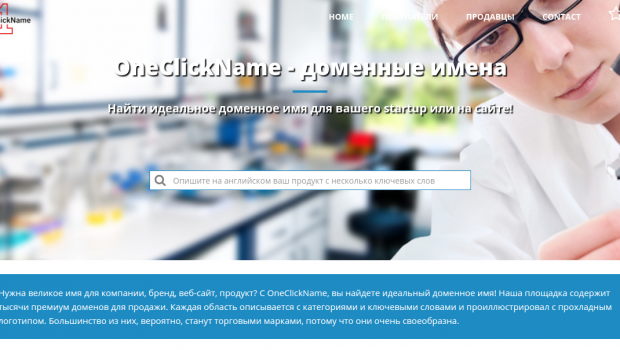 ickName
HOME ПОКУПАТЕЛИ ПРОДАВЦЫ CONTACT
OneClickName - доменные имена
Найти идеальное доменное имя для вашего startup или на сайте!
Опишите на английском ваш продукт с несколько ключевых слов
Нужна великое имя для компании, бренд, веб-сайт, продукт? С OneClickName, вы найдете идеальный доменное имя! Наша площадка содержит
тысячи премиум доменов для продажи. Каждая область описывается с категориями и ключевыми словами и проиллюстрировал с прохладным
логотипом. Большинство из них, вероятно, станут торговыми марками, потому что они очень своеобразна.